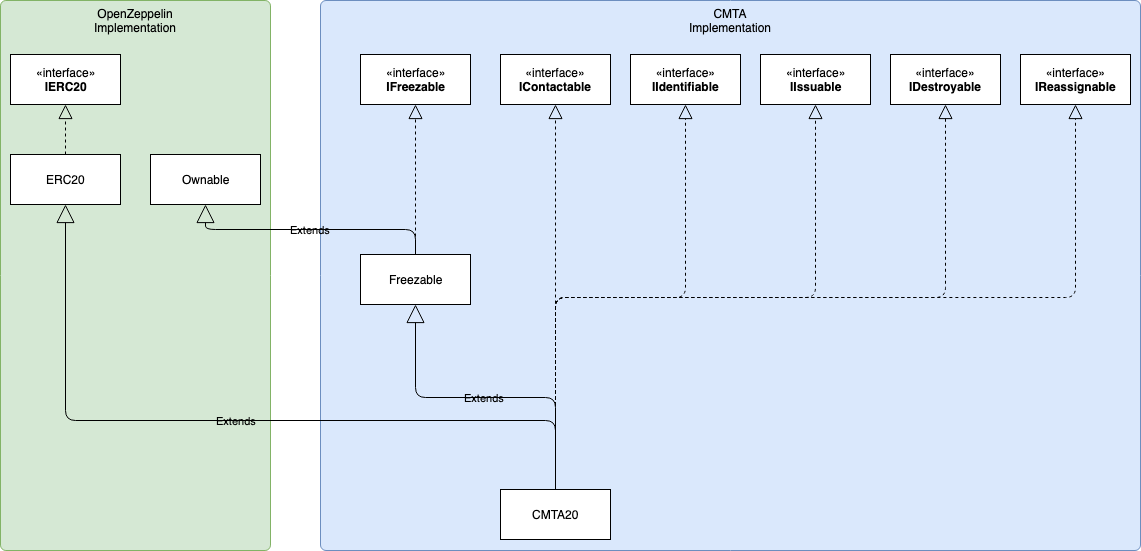 OpenZeppelin
Implementation
CMTA
Implementation
«interface»
IERC20
«interface»
IFreezable
«interface»
IContactable
«interface»
IIdentifiable
«interface»
IIssuable
«interface»
IDestroyable
«interface»
IReassignable
ERC20
Ownable
Extends
Freezable
Extends
Extends
CMTA20